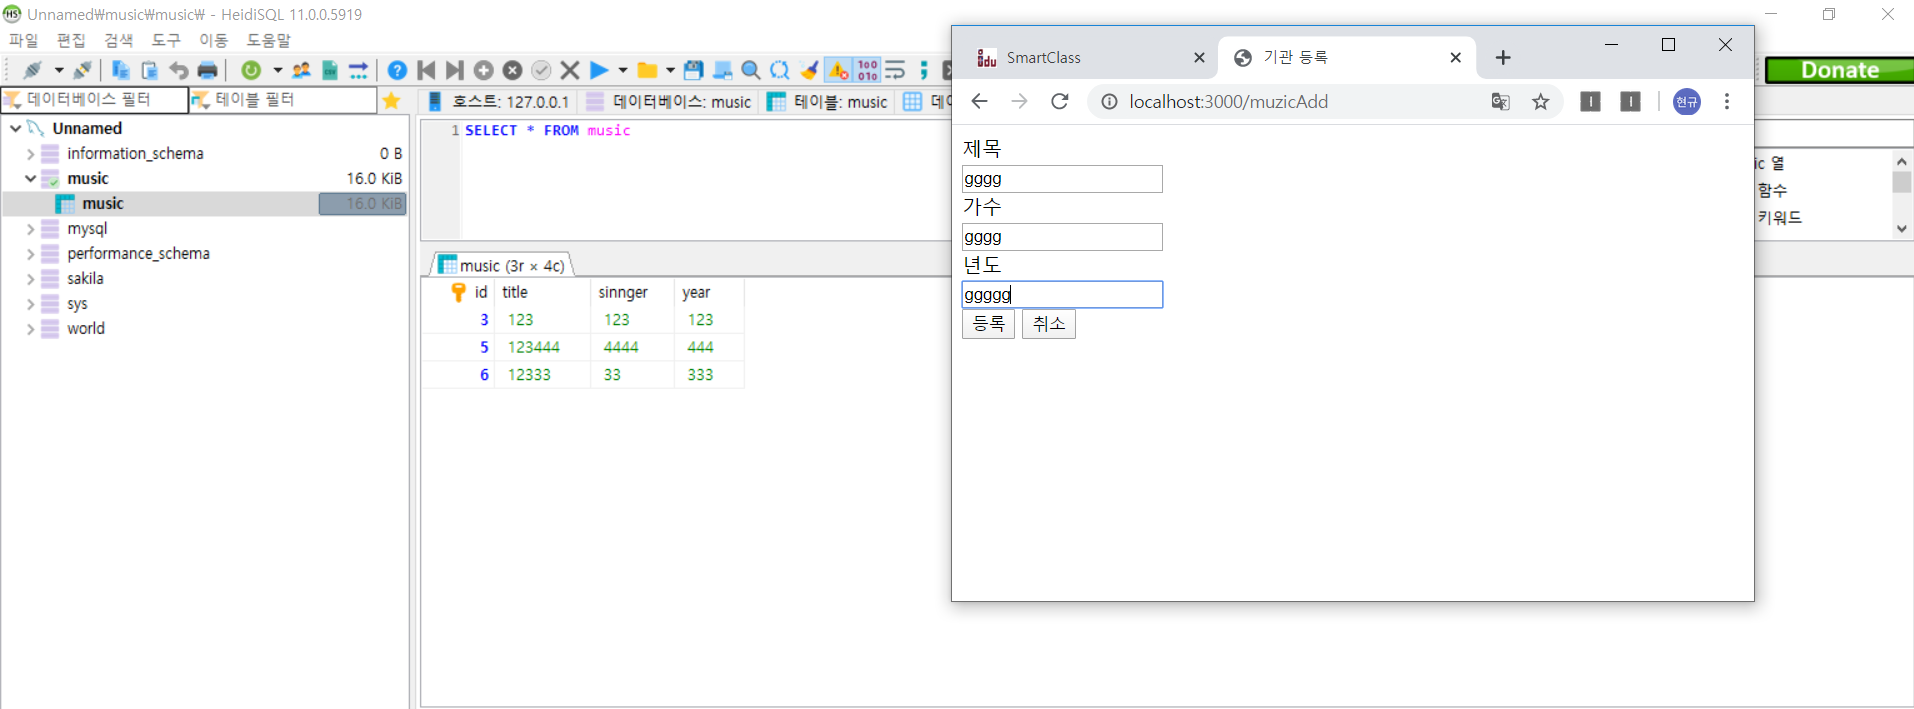 Unnamed₩music₩music₩ - HeidiSQL 11.0.0.5919
파일 편집 검색 도구 이동 도움말
Donate
데이터베이스 필터
테이블 필터
호스트: 127.0.0.1
데이터베이스: music
테이블: music
Unnamed
information_schema 0 B
music 16.0 KiB
music 16.0 KiB
mysql
performance_schema
sakila
sys
world
1 SELECT * FROM music
music (3r × 4c)
id title sinnger year
3 123 123 123
5 123444 4444 444
6 12333 33 333
SmartClass
기관 등록
localhost:3000/muzicAdd
현규
제목
gggg
가수
gggg
년도
ggggg
등록 취소
열
함수
키워드